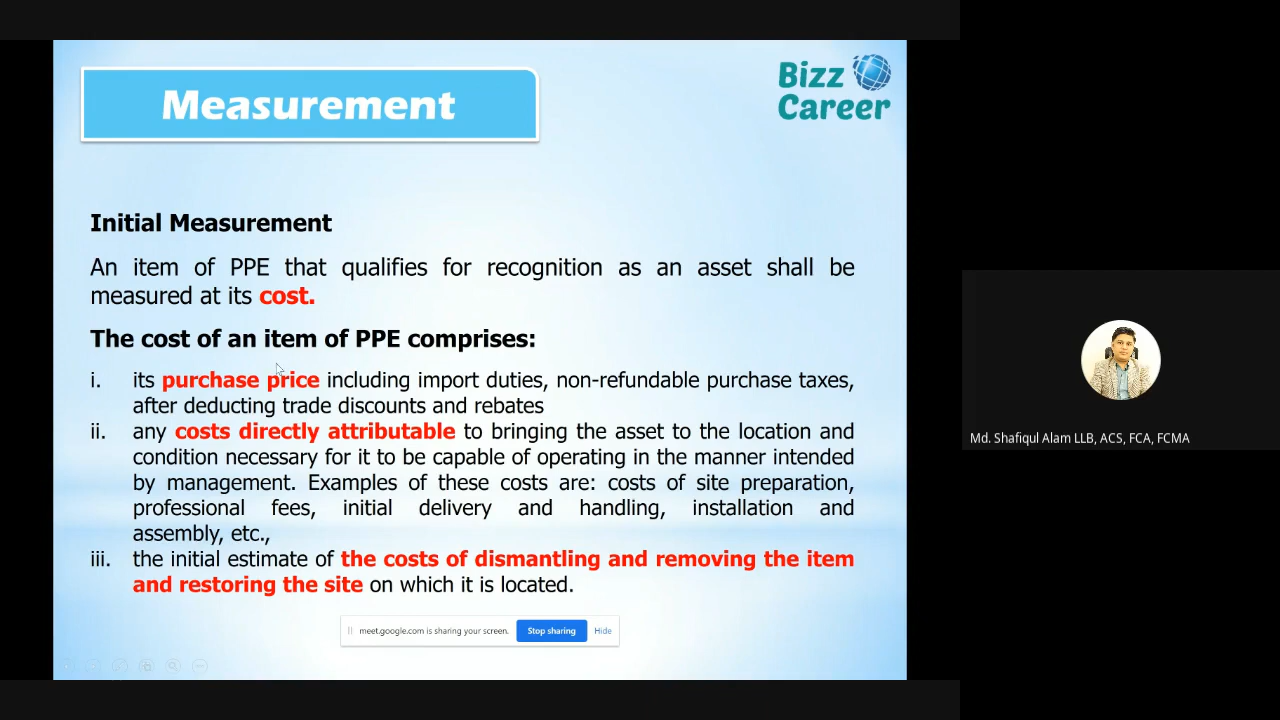 Measurement
Bizz
Career
Initial Measurement
An item of PPE that qualifies for recognition as an asset shall be
measured at its cost.
The cost of an item of PPE comprises:
i. its purchase price including import duties, non-refundable purchase taxes,
after deducting trade discounts and rebates
ii. any costs directly attributable to bringing the asset to the location and
condition necessary for it to be capable of operating in the manner intended
by management. Examples of these costs are: costs of site preparation,
professional fees, initial delivery and handling, installation and
assembly, etc.,
iii. the initial estimate of the costs of dismantling and removing the item
and restoring the site on which it is located.
meet.google.com is sharing your screen. Stop sharing Hide
Md. Shafiqul Alam LLB, ACS, FCA, FCMA